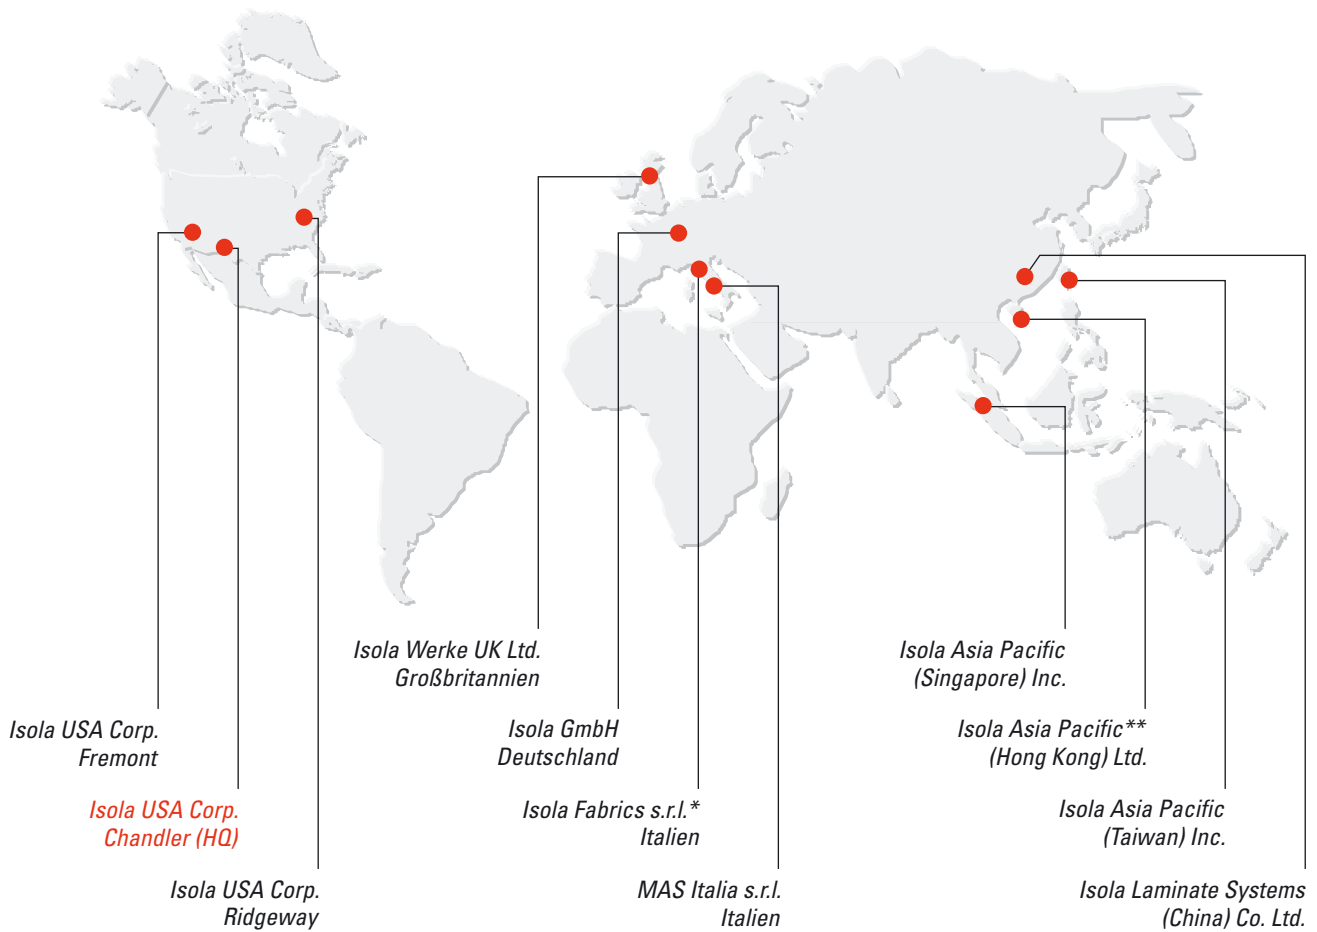 Isola Werke UK Ltd.
Großbritannien
Isola Asia Pacific
(Singapore) Inc.
Isola USA Corp.
Fremont
Isola GmbH
Deutschland
Isola Asia Pacific**
(Hong Kong) Ltd.
Isola USA Corp.
Chandler (HQ)
Isola Fabrics s.r.l.*
Italien
Isola Asia Pacific
(Taiwan) Inc.
Isola USA Corp.
Ridgeway
MAS Italia s.r.l.
Italien
Isola Laminate Systems
(China) Co. Ltd.